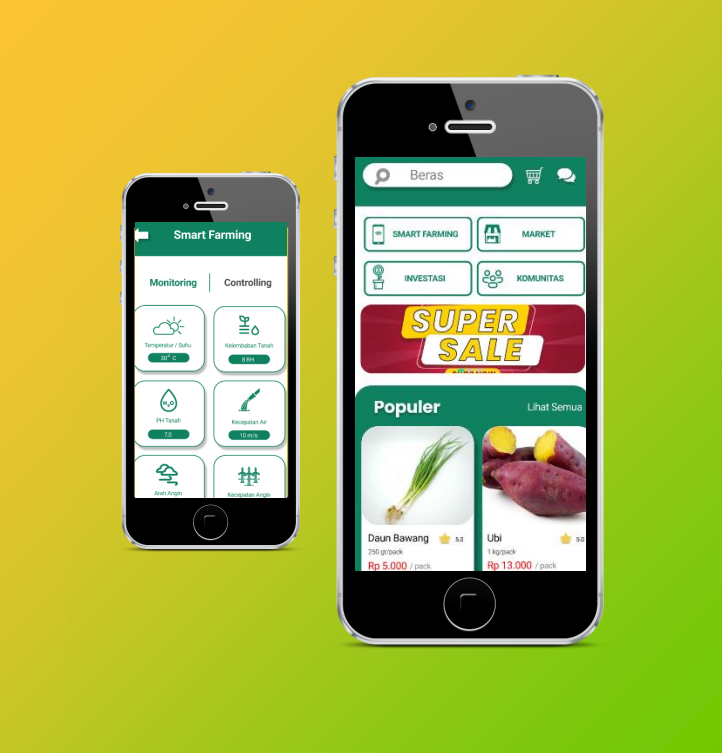 Smart Farming
Monitoring
Controlling
Temperatur / Suhu
Kelembaban Tanah
30° C
8 RH
H₂O
PH Tanah
Kecepatan Air
7,0
10 m/s
Arah Angin
Kecepatan Angin
Beras
SMART FARMING
MARKET
INVESTASI
KOMUNITAS
SUPER
SALE
Populer
Lihat Semua
Daun Bawang
5.0
Ubi
5.0
250 gr/pack
1 kg/pack
Rp 5.000 / pack
Rp 13.000 / pack